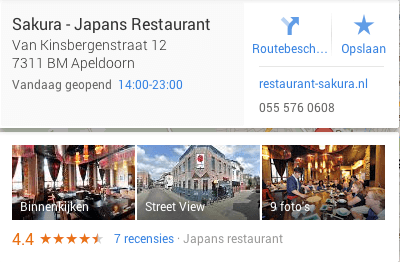 Sakura - Japans Restaurant
Van Kinsbergenstraat 12
7311 BM Apeldoorn
Vandaag geopend 14:00-23:00
Routebesch...
Opslaan
restaurant-sakura.nl
055 576 0608
Binnenkijken
Street View
9 foto's
4.4 7 recensies · Japans restaurant